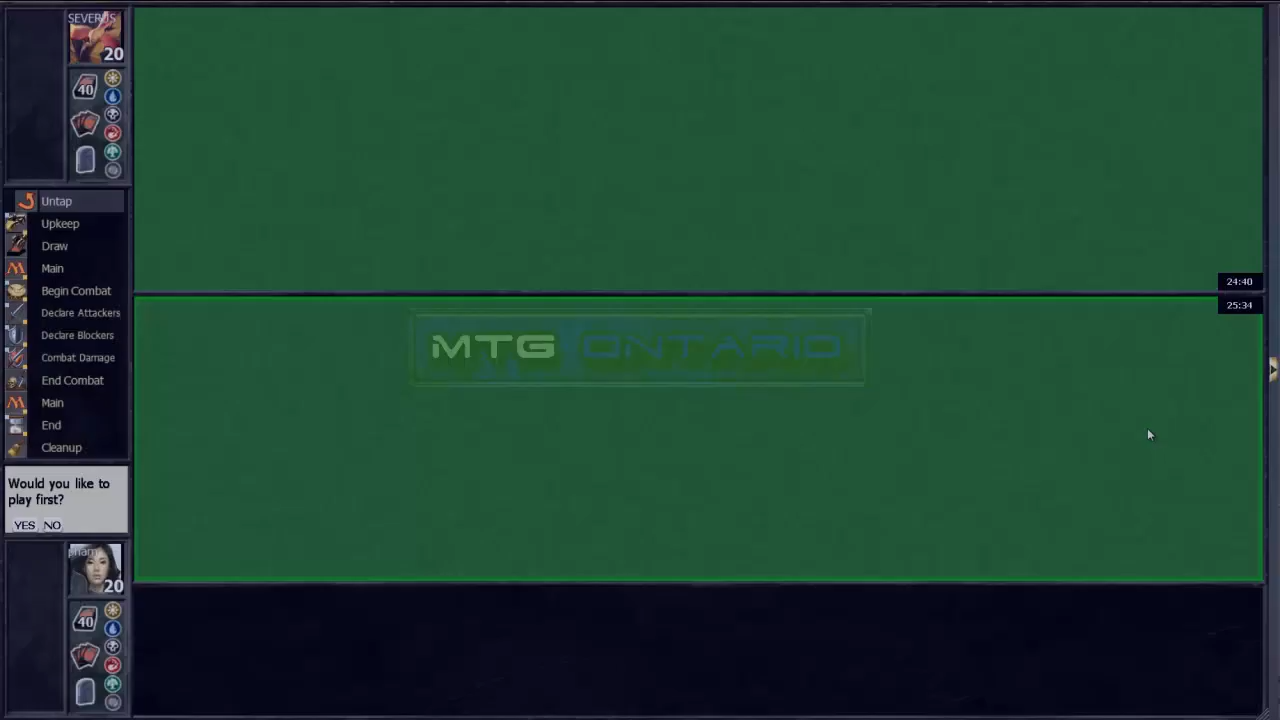 SEVERUS
20
40
Untap
Upkeep
Draw
Main
Begin Combat
24:40
25:34
Declare Attackers
Declare Blockers
MTG ONTARIO
Combat Damage
End Combat
Main
End
Cleanup
Would you like to
play first?
YES NO
pham
20
40